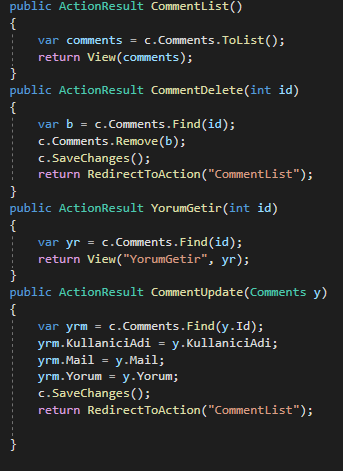 public ActionResult CommentList()
{
var comments = c.Comments.ToList();
return View(comments);
}
public ActionResult CommentDelete(int id)
{
var b = c.Comments.Find(id);
c.Comments.Remove(b);
c.SaveChanges();
return RedirectToAction("CommentList");
}
public ActionResult YorumGetir(int id)
{
var yr = c.Comments.Find(id);
return View("YorumGetir", yr);
}
public ActionResult CommentUpdate(Comments y)
{
var yrm = c.Comments.Find(y.Id);
yrm.KullaniciAdi = y.KullaniciAdi;
yrm.Mail = y.Mail;
yrm.Yorum = y.Yorum;
c.SaveChanges();
return RedirectToAction("CommentList");
}